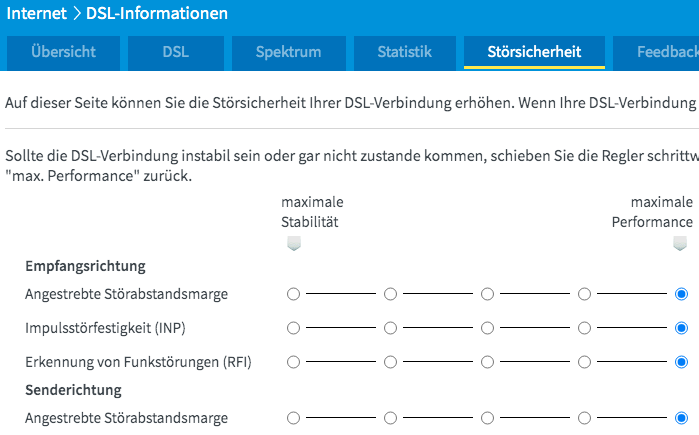 Internet > DSL-Informationen
Übersicht DSL Spektrum Statistik Störsicherheit Feedback
Auf dieser Seite können Sie die Störsicherheit Ihrer DSL-Verbindung erhöhen. Wenn Ihre DSL-Verbindung
Sollte die DSL-Verbindung instabil sein oder gar nicht zustande kommen, schieben Sie die Regler schrittw
"max. Performance" zurück.
maximale maximale
Stabilität Performance
Empfangsrichtung
Angestrebte Störabstandsmarge
Impulsstörfestigkeit (INP)
Erkennung von Funkstörungen (RFI)
Senderichtung
Angestrebte Störabstandsmarge